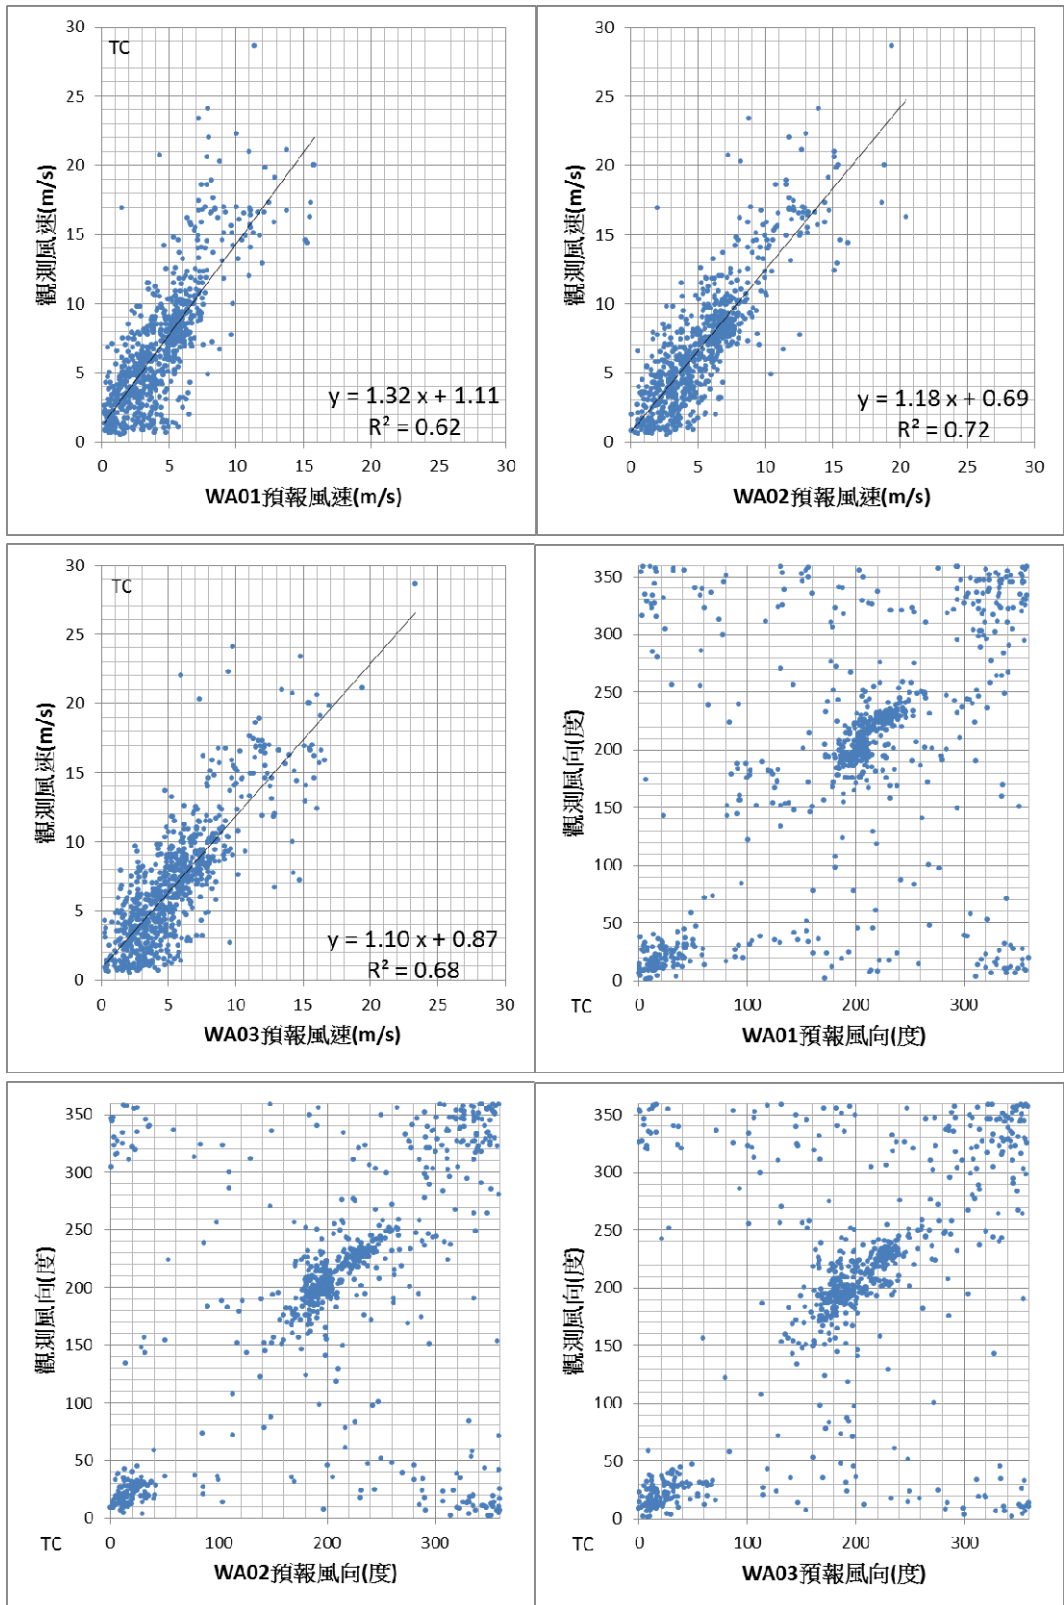 TC
30
25
20
15
10
5
0
觀測風速(m/s)
y = 1.32 x + 1.11
R² = 0.62
0 5 10 15 20 25 30
WA01預報風速(m/s)
30
25
20
15
10
5
0
觀測風速(m/s)
y = 1.18 x + 0.69
R² = 0.72
0 5 10 15 20 25 30
WA02預報風速(m/s)
TC
30
25
20
15
10
5
0
觀測風速(m/s)
y = 1.10 x + 0.87
R² = 0.68
0 5 10 15 20 25 30
WA03預報風速(m/s)
350
300
250
200
150
100
50
0
觀測風向(度)
TC
0 100 200 300
WA01預報風向(度)
350
300
250
200
150
100
50
0
觀測風向(度)
TC
0 100 200 300
WA02預報風向(度)
350
300
250
200
150
100
50
0
觀測風向(度)
TC
0 100 200 300
WA03預報風向(度)